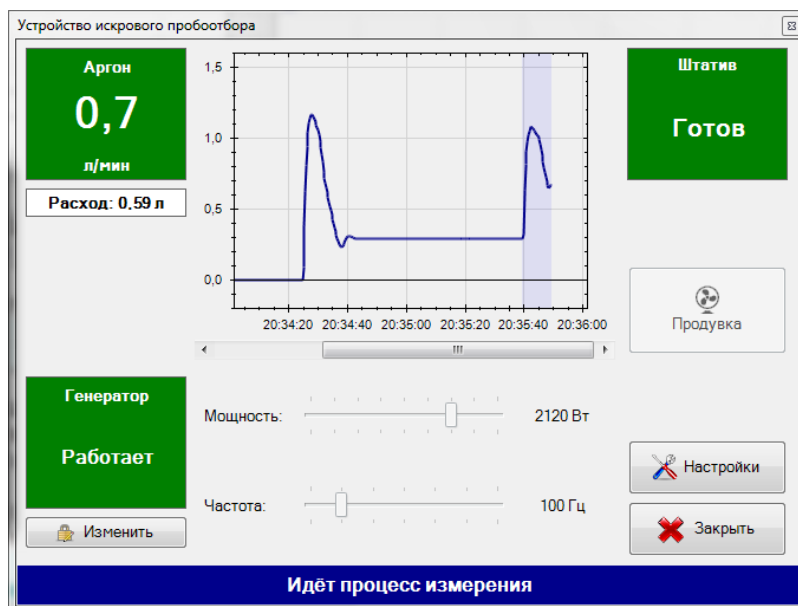 Устройство искрового пробоотбора
Аргон
0,7
л/мин
Расход: 0,59 л
1,5
1,0
0,5
0,0
20:34:20 20:34:40 20:35:00 20:35:20 20:35:40 20:36:00
Штатив
Готов
Продувка
Генератор
Работает
Изменить
Мощность: 2120 Вт
Частота: 100 Гц
Настройки
Закрыть
Идёт процесс измерения